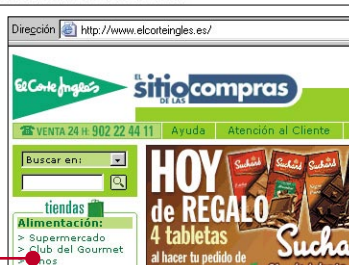 Dirección http://www.elcorteingles.es/
El Corte Inglés
El sitio de las compras
VENTA 24 H: 902 22 44 11 Ayuda Atención al Cliente
Buscar en:
tiendas
Alimentación:
> Supermercado
> Club del Gourmet
HOY
de REGALO
4 tabletas
al hacer tu pedido de
Suchard Suchard Suchard
Sucha